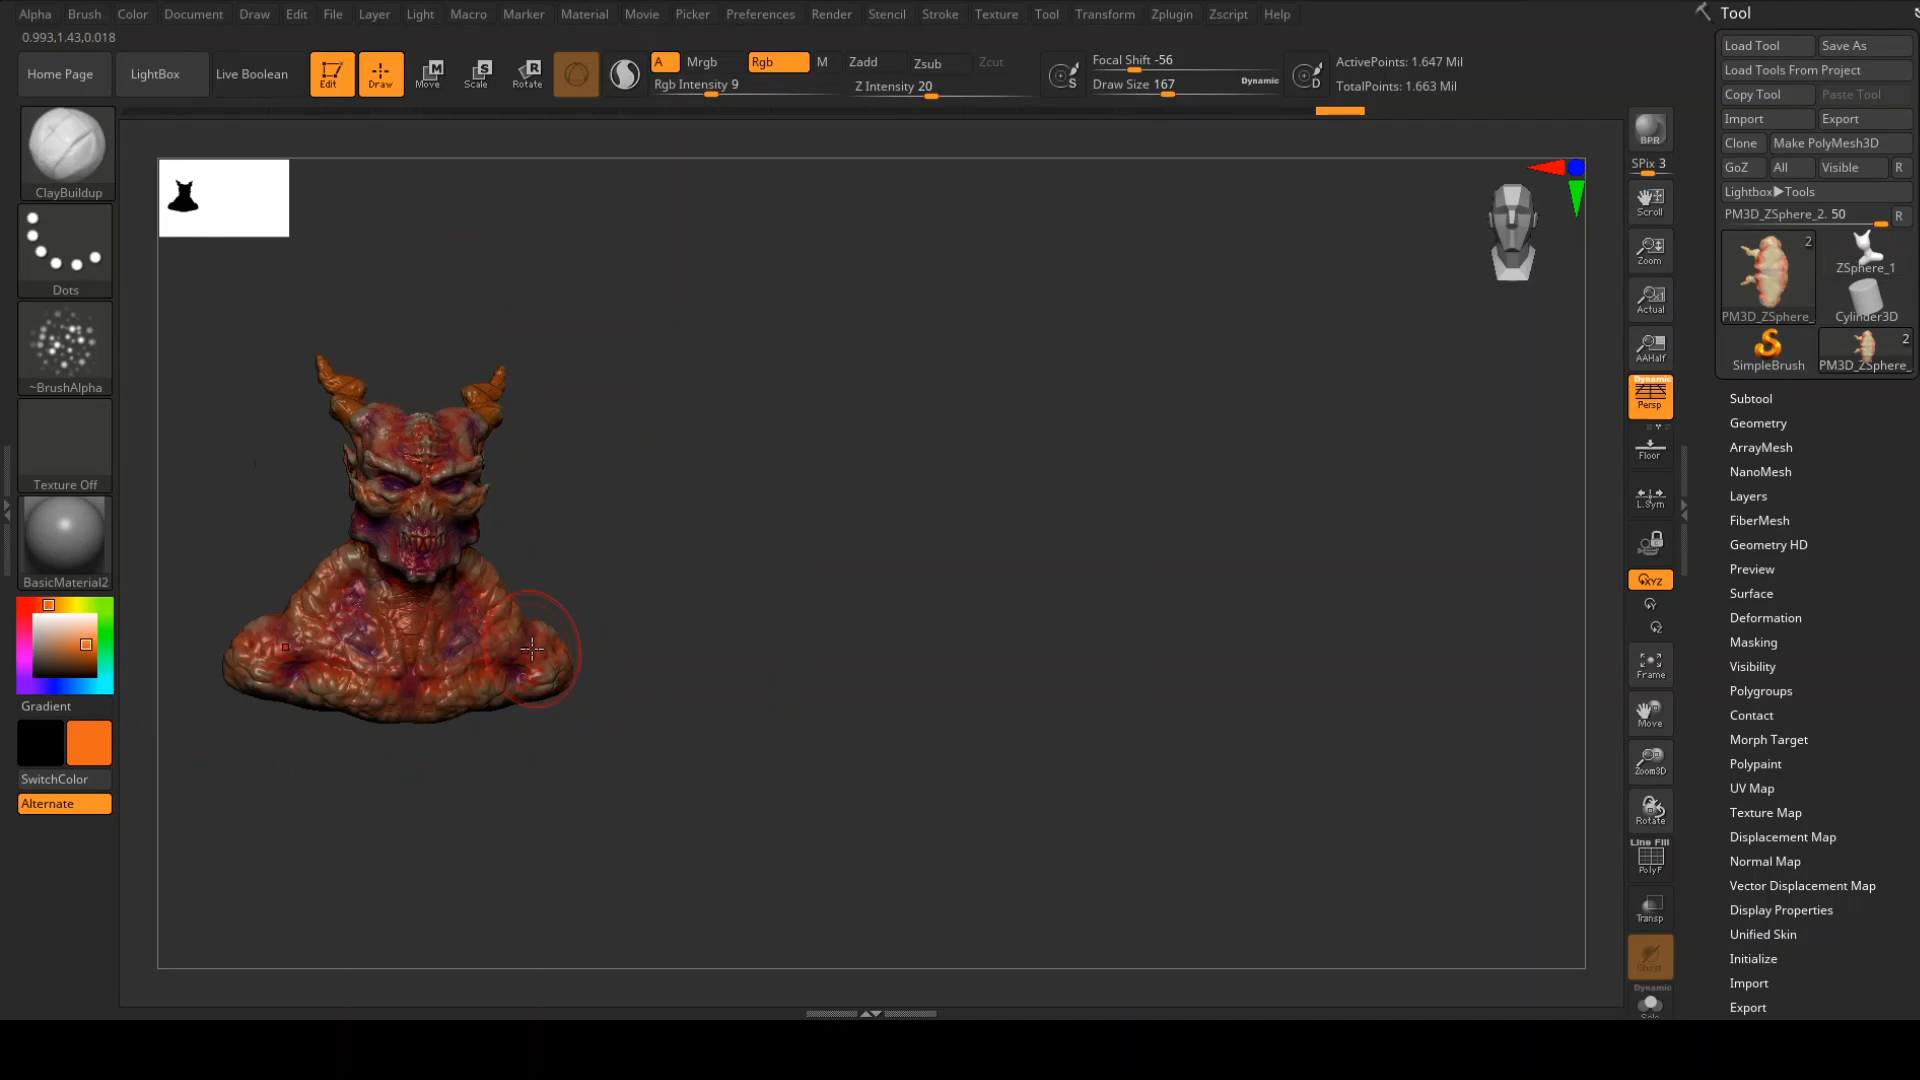 Alpha Brush Color Document Draw Edit File Layer Light Macro Marker Material Movie Picker Preferences Render Stencil Stroke Texture Tool Transform Zplugin Zscript Help
0.993,1.43,0.018
Home Page LightBox Live Boolean Edit Draw Move Scale Rotate
A Mrgb Rgb M Zadd Zsub Zcut
Rgb Intensity 9 Z Intensity 20
Focal Shift -56
Draw Size 167 Dynamic
ActivePoints: 1.647 Mil
TotalPoints: 1.663 Mil
ClayBuildup
Dots
~BrushAlpha
Texture Off
BasicMaterial2
Gradient
SwitchColor
Alternate
BPR
SPix 3
Scroll
Zoom
Actual
AAHalf
Dynamic
Persp
Floor
L.Sym
XYZ
Frame
Move
Zoom3D
Rotate
Line Fill
PolyF
Transp
Ghost
Dynamic
Solo
Tool
Load Tool Save As
Load Tools From Project
Copy Tool Paste Tool
Import Export
Clone Make PolyMesh3D
GoZ All Visible R
Lightbox▶Tools
PM3D_ZSphere_2. 50 R
2
ZSphere_1
PM3D_ZSphere_ Cylinder3D
2
SimpleBrush PM3D_ZSphere_
Subtool
Geometry
ArrayMesh
NanoMesh
Layers
FiberMesh
Geometry HD
Preview
Surface
Deformation
Masking
Visibility
Polygroups
Contact
Morph Target
Polypaint
UV Map
Texture Map
Displacement Map
Normal Map
Vector Displacement Map
Display Properties
Unified Skin
Initialize
Import
Export